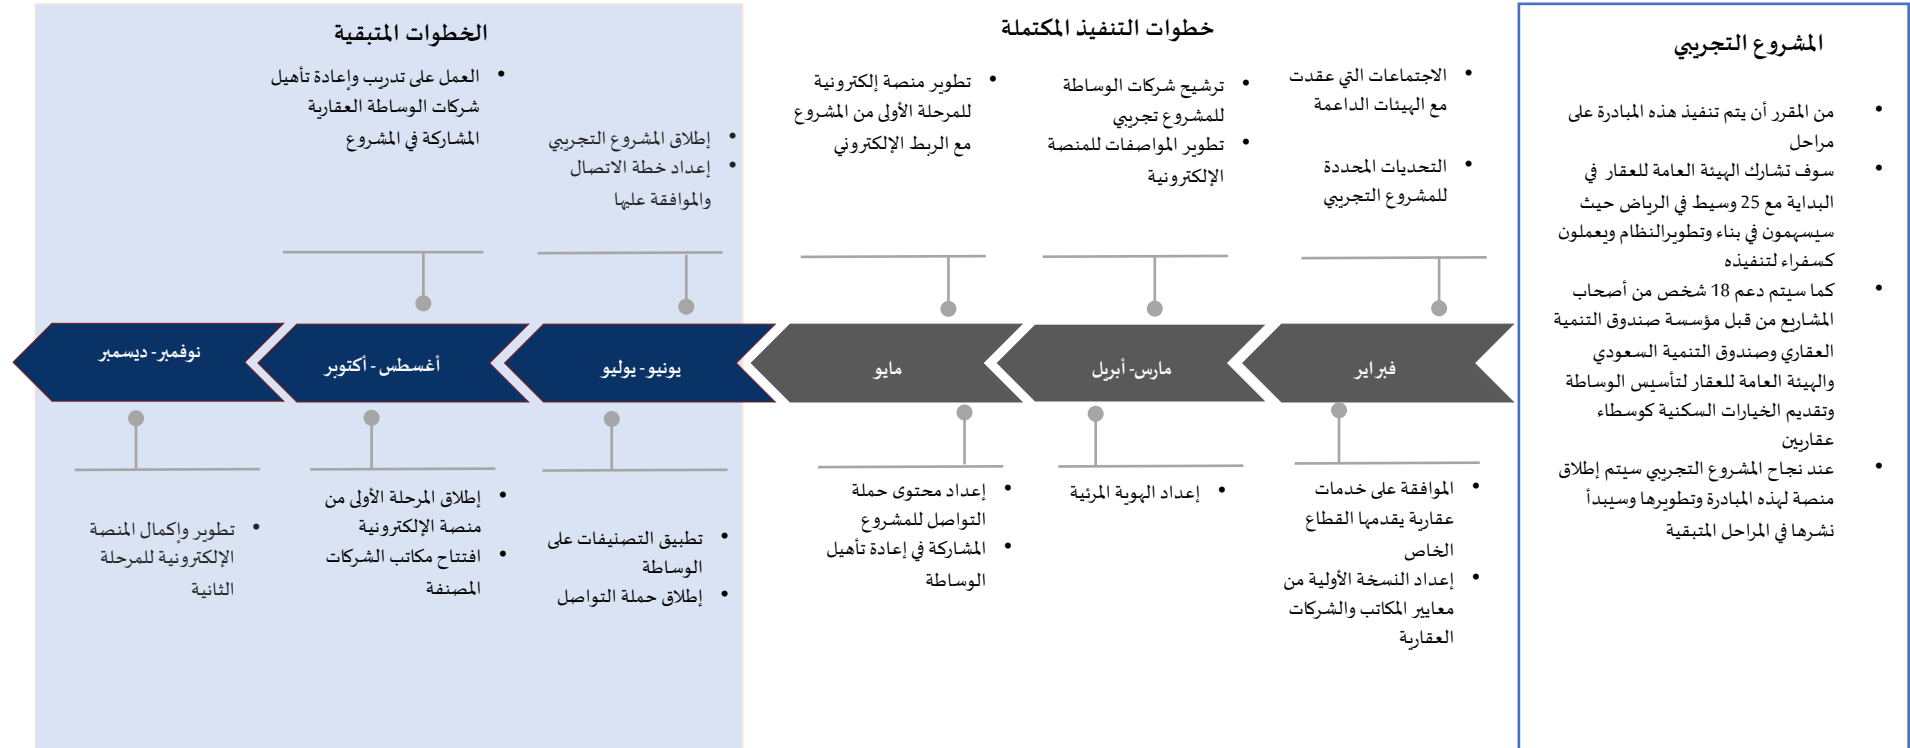 المشروع التجريبي
من المقرر أن يتم تنفيذ هذه المبادرة على
مراحل
سوف تشارك الهيئة العامة للعقار في
البداية مع 25 وسيط في الرياض حيث
سيسهمون في بناء وتطويرالنظام ويعملون
كسفراء لتنفيذه
كما سيتم دعم 18 شخص من أصحاب
المشاريع من قبل مؤسسة صندوق التنمية
العقاري وصندوق التنمية السعودي
والهيئة العامة للعقار لتأسيس الوساطة
وتقديم الخيارات السكنية كوسطاء
عقاريين
عند نجاح المشروع التجريبي سيتم إطلاق
منصة لهذه المبادرة وتطويرها وسيبدأ
نشرها في المراحل المتبقية
خطوات التنفيذ المكتملة
الاجتماعات التي عقدت
مع الهيئات الداعمة
التحديات المحددة
للمشروع التجريبي
ترشيح شركات الوساطة
للمشروع تجريبي
تطوير المواصفات للمنصة
الإلكترونية
تطوير منصة إلكترونية
للمرحلة الأولى من المشروع
مع الربط الإلكتروني
الخطوات المتبقية
إطلاق المشروع التجريبي
إعداد خطة الاتصال
والموافقة عليها
العمل على تدريب وإعادة تأهيل
شركات الوساطة العقارية
المشاركة في المشروع
فبراير
مارس- أبريل
مايو
يونيو- يوليو
أغسطس - أكتوبر
نوفمبر- ديسمبر
الموافقة على خدمات
عقارية يقدمها القطاع
الخاص
إعداد النسخة الأولية من
معايير المكاتب والشركات
العقارية
إعداد الهوية المرئية
إعداد محتوى حملة
التواصل للمشروع
المشاركة في إعادة تأهيل
الوساطة
تطبيق التصنيفات على
الوساطة
إطلاق حملة التواصل
إطلاق المرحلة الأولى من
منصة الإلكترونية
افتتاح مكاتب الشركات
المصنفة
تطوير وإكمال المنصة
الإلكترونية للمرحلة
الثانية